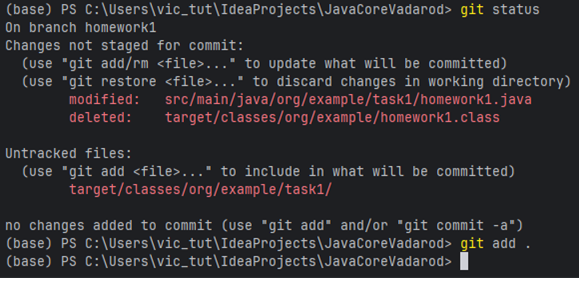 (base) PS C:\Users\vic_tut\IdeaProjects\JavaCoreVadarod> git status
On branch homework1
Changes not staged for commit:
  (use "git add/rm <file>..." to update what will be committed)
  (use "git restore <file>..." to discard changes in working directory)
        modified:   src/main/java/org/example/task1/homework1.java
        deleted:    target/classes/org/example/homework1.class

Untracked files:
  (use "git add <file>..." to include in what will be committed)
        target/classes/org/example/task1/

no changes added to commit (use "git add" and/or "git commit -a")
(base) PS C:\Users\vic_tut\IdeaProjects\JavaCoreVadarod> git add .
(base) PS C:\Users\vic_tut\IdeaProjects\JavaCoreVadarod>